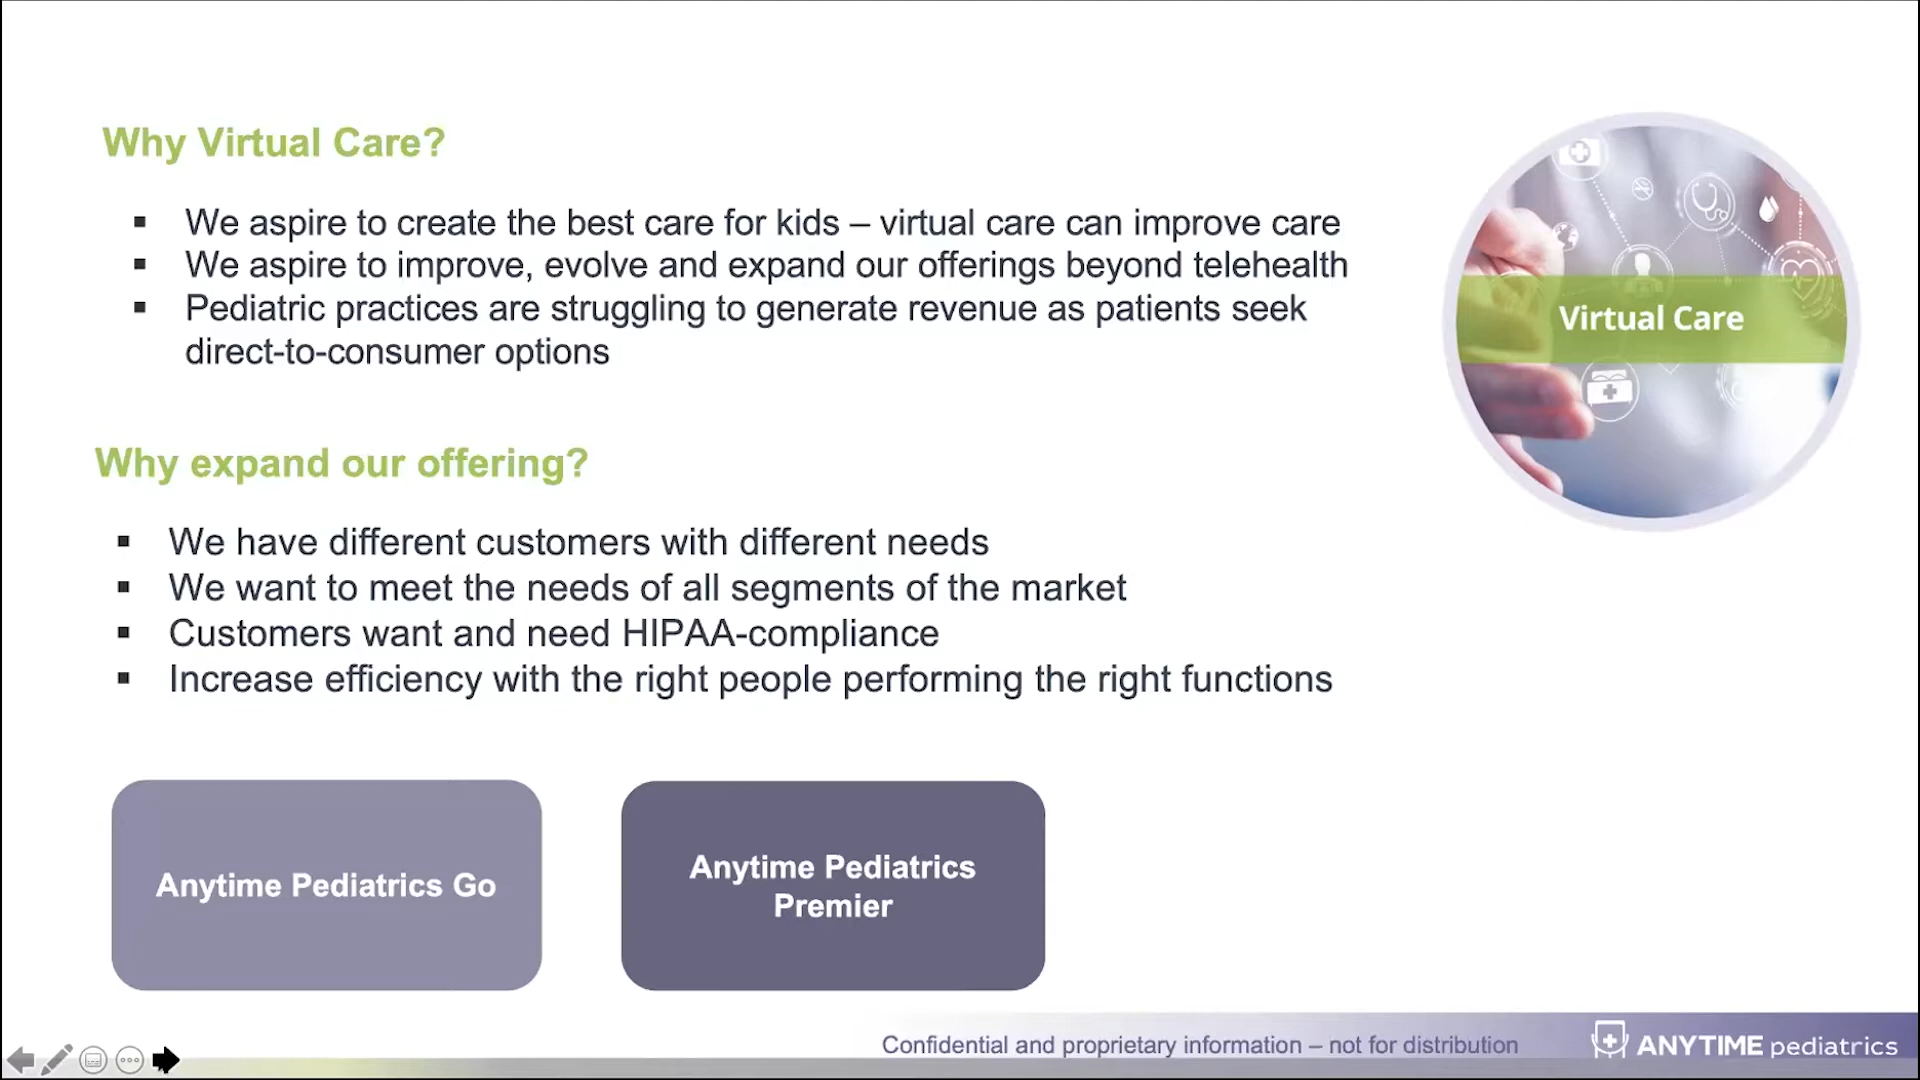 Why Virtual Care?
▪ We aspire to create the best care for kids – virtual care can improve care
▪ We aspire to improve, evolve and expand our offerings beyond telehealth
▪ Pediatric practices are struggling to generate revenue as patients seek
direct-to-consumer options
Virtual Care
Why expand our offering?
▪ We have different customers with different needs
▪ We want to meet the needs of all segments of the market
▪ Customers want and need HIPAA-compliance
▪ Increase efficiency with the right people performing the right functions
Anytime Pediatrics Go
Anytime Pediatrics
Premier
Confidential and proprietary information – not for distribution
ANYTIME pediatrics